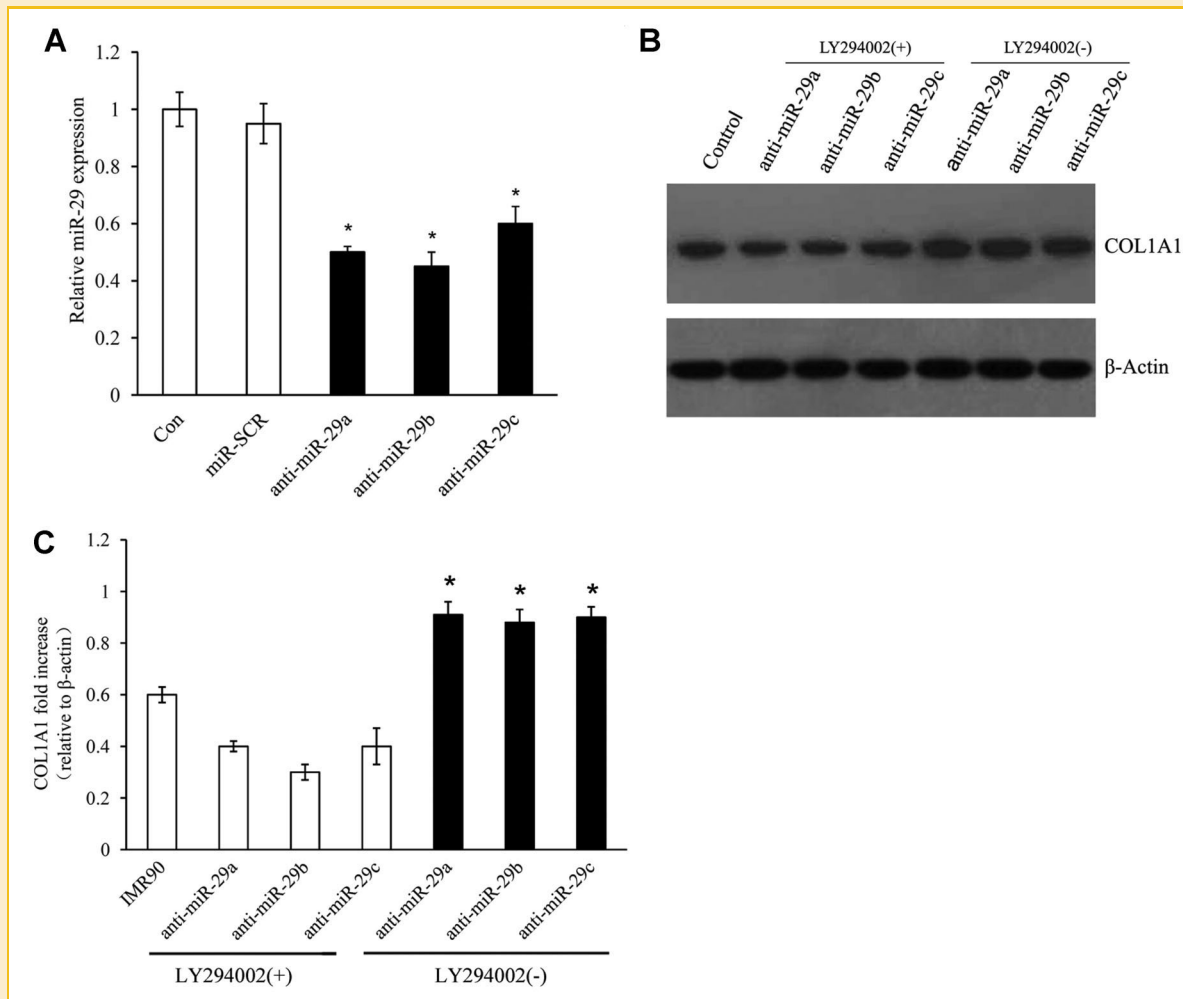 A
1.2
1
0.8
0.6
0.4
0.2
0
Relative miR-29 expression
*
*
*
Con
miR-SCR
anti-miR-29a
anti-miR-29b
anti-miR-29c
B
LY294002(+)
LY294002(-)
Control
anti-miR-29a
anti-miR-29b
anti-miR-29c
anti-miR-29a
anti-miR-29b
anti-miR-29c
COL1A1
β-Actin
C
1.2
1
0.8
0.6
0.4
0.2
0
COL1A1 fold increase
(relative to β-actin)
*
*
*
IMR90
anti-miR-29a
anti-miR-29b
anti-miR-29c
anti-miR-29a
anti-miR-29b
anti-miR-29c
LY294002(+)
LY294002(-)